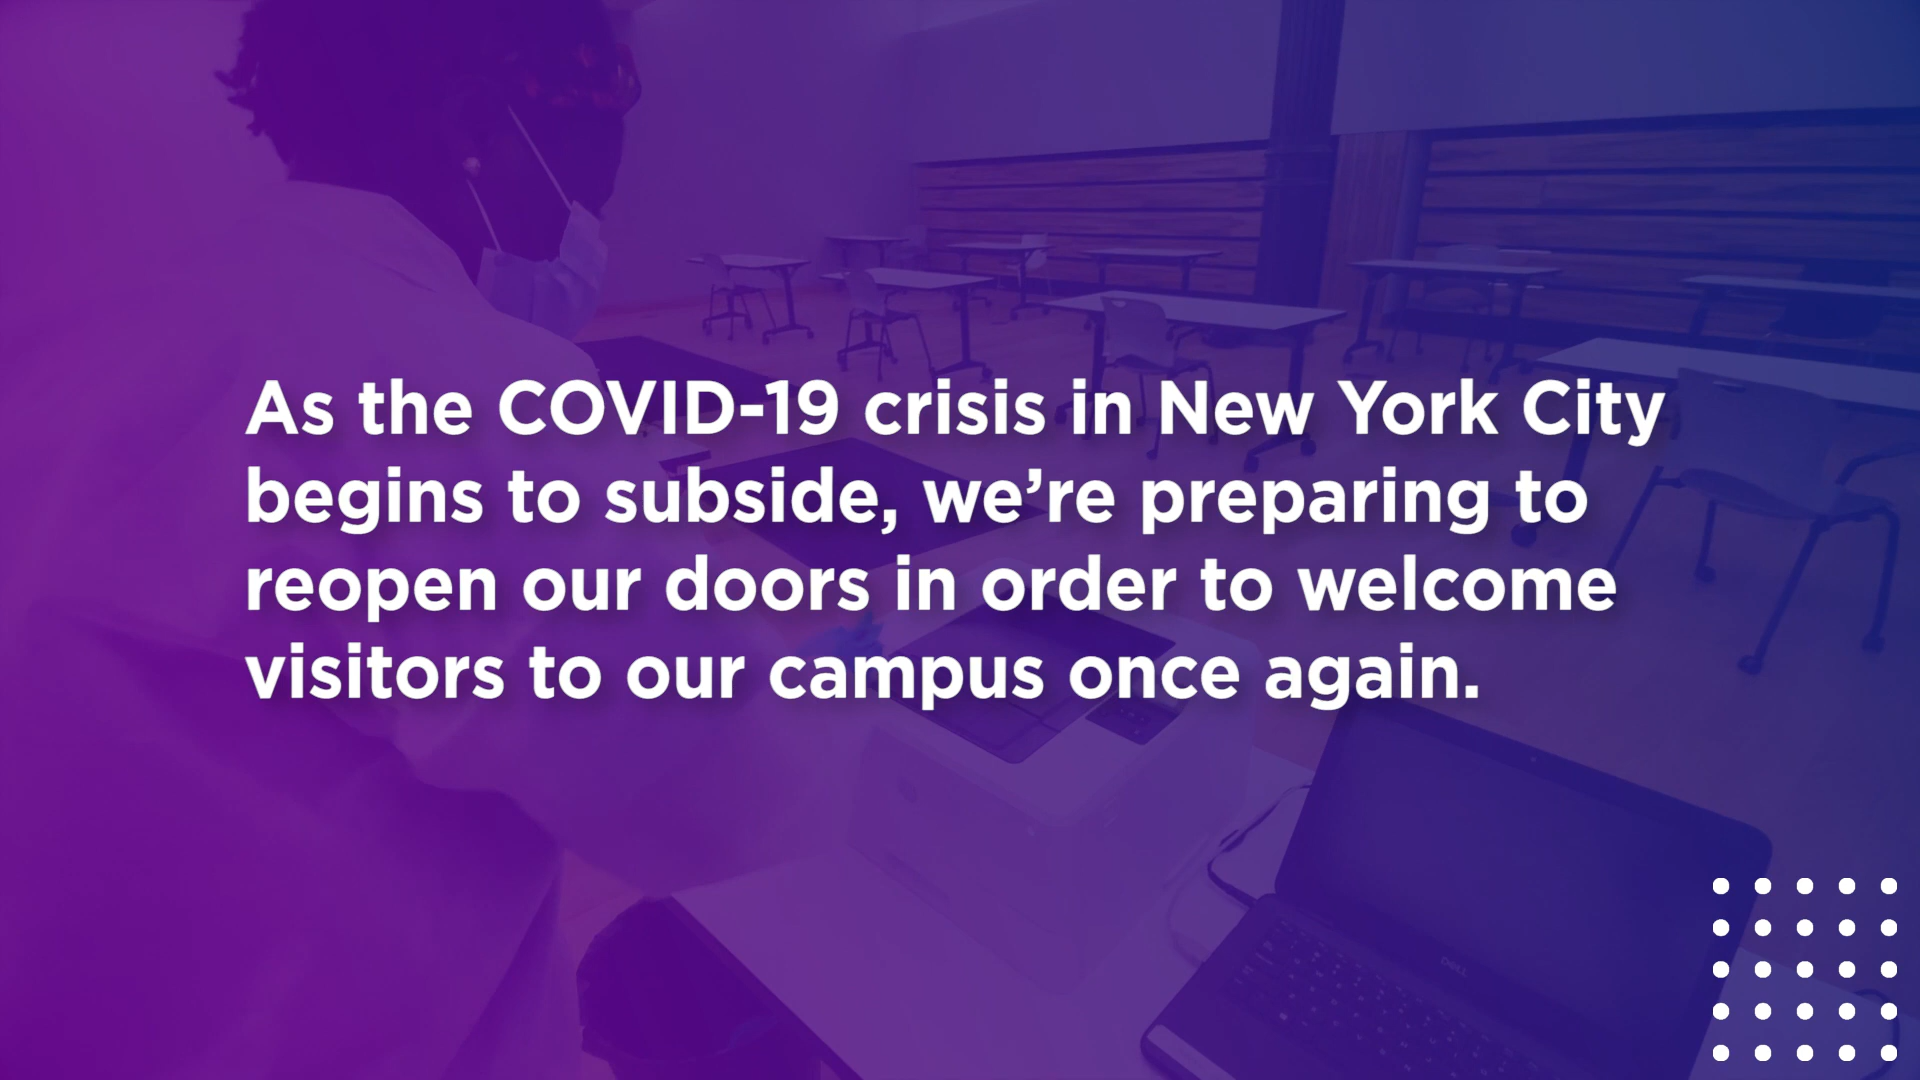 As the COVID-19 crisis in New York City
begins to subside, we’re preparing to
reopen our doors in order to welcome
visitors to our campus once again.
DELL